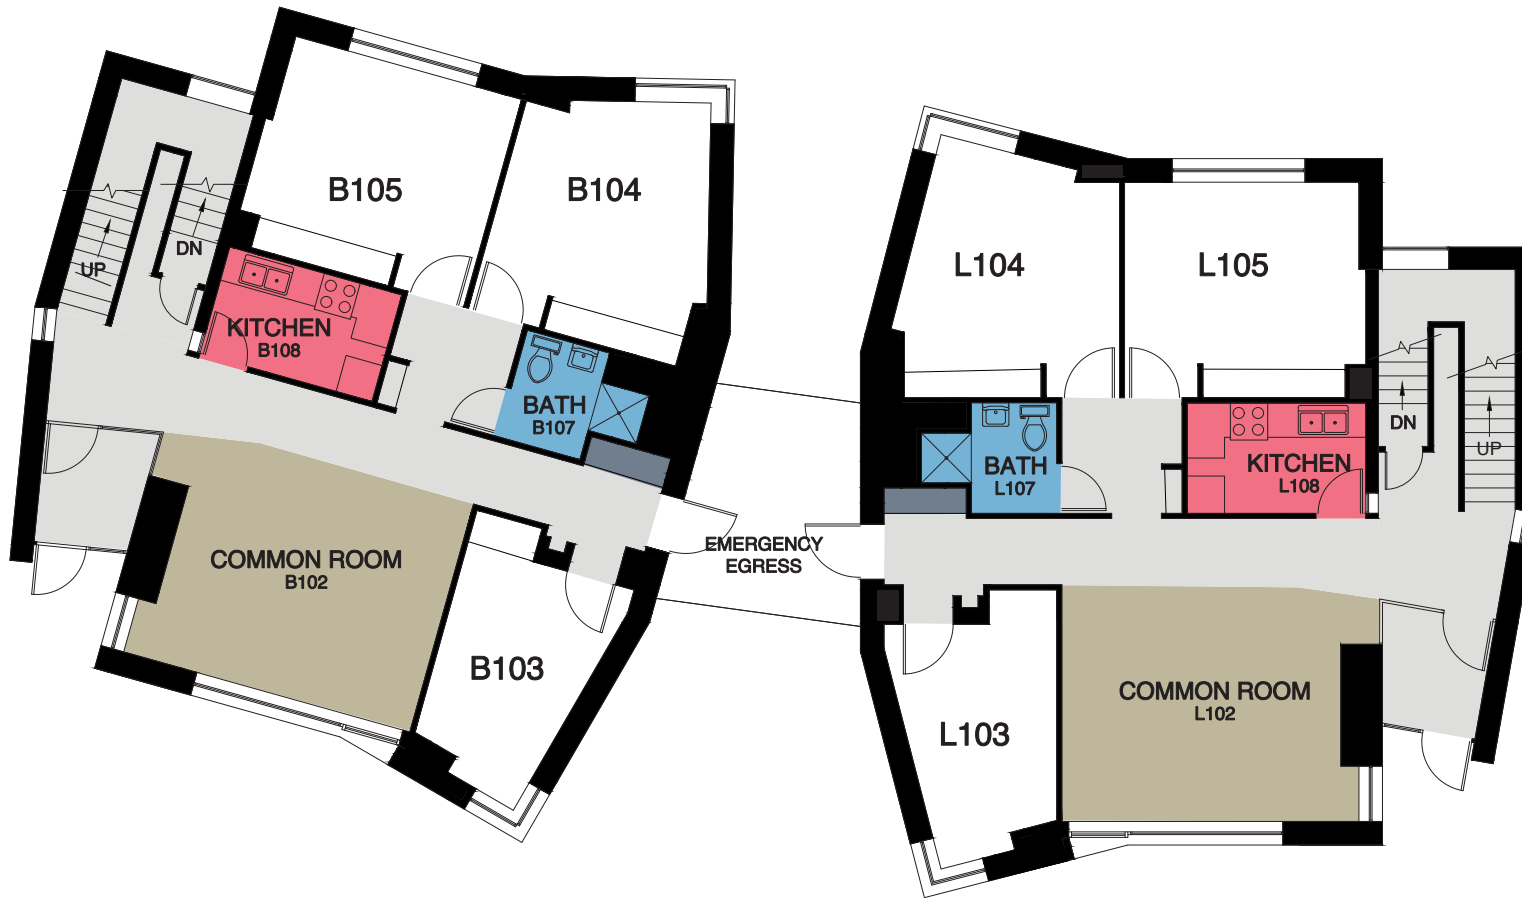 B105
B104
DN
UP
KITCHEN
B108
BATH
B107
COMMON ROOM
B102
B103
EMERGENCY
EGRESS
L104
L105
BATH
L107
KITCHEN
L108
DN
UP
L103
COMMON ROOM
L102